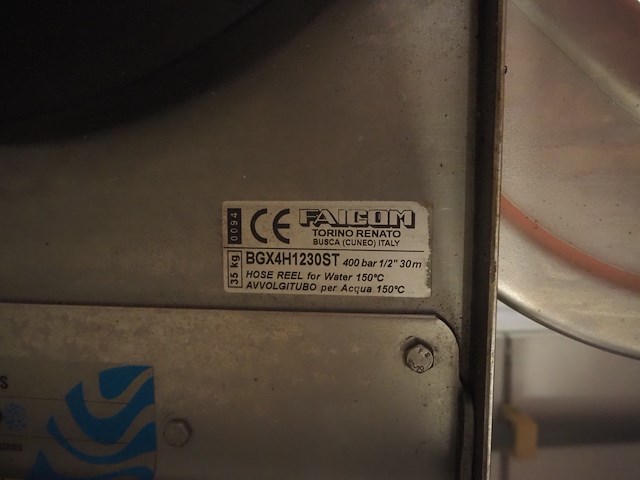 0094
CE FAICOM
TORINO RENATO
BUSCA (CUNEO) ITALY
35 kg
BGX4H1230ST 400 bar 1/2" 30m
HOSE REEL for Water 150°C
AVVOLGITUBO per Acqua 150°C